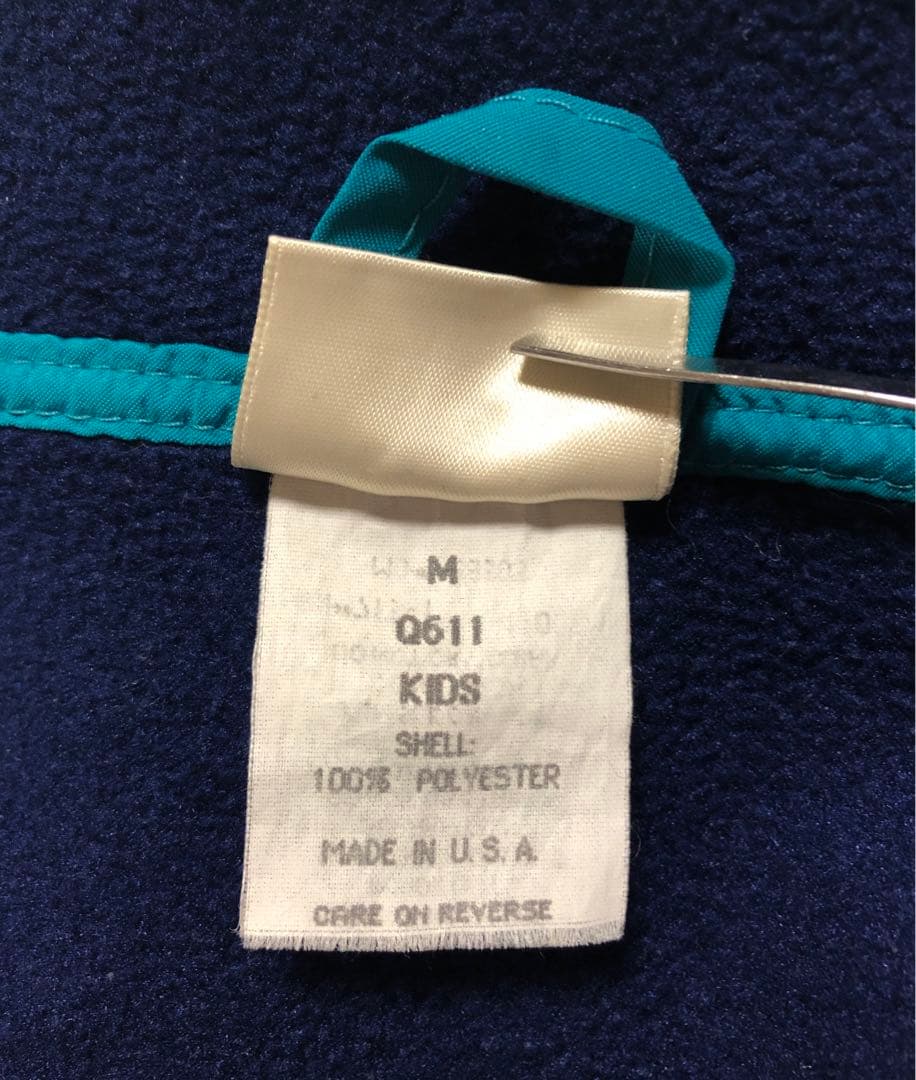 M
Q611
KIDS
SHELL:
100% POLYESTER
MADE IN U.S.A.
CARE ON REVERSE